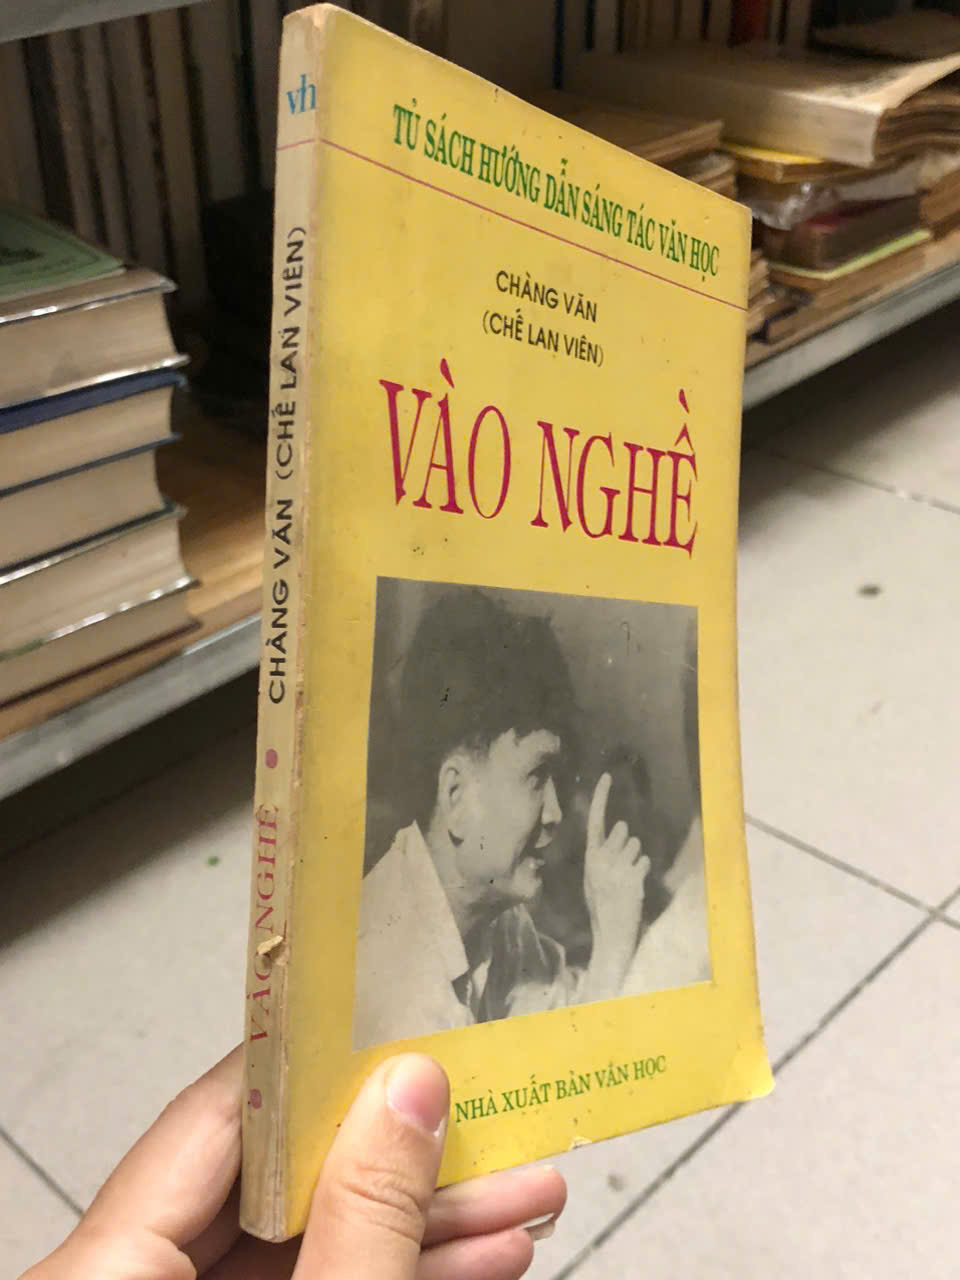 vh
CHÀNG VĂN (CHẾ LAN VIÊN)
VÀO NGHỀ
TỦ SÁCH HƯỚNG DẪN SÁNG TÁC VĂN HỌC
CHÀNG VĂN
(CHẾ LAN VIÊN)
VÀO NGHỀ
NHÀ XUẤT BẢN VĂN HỌC